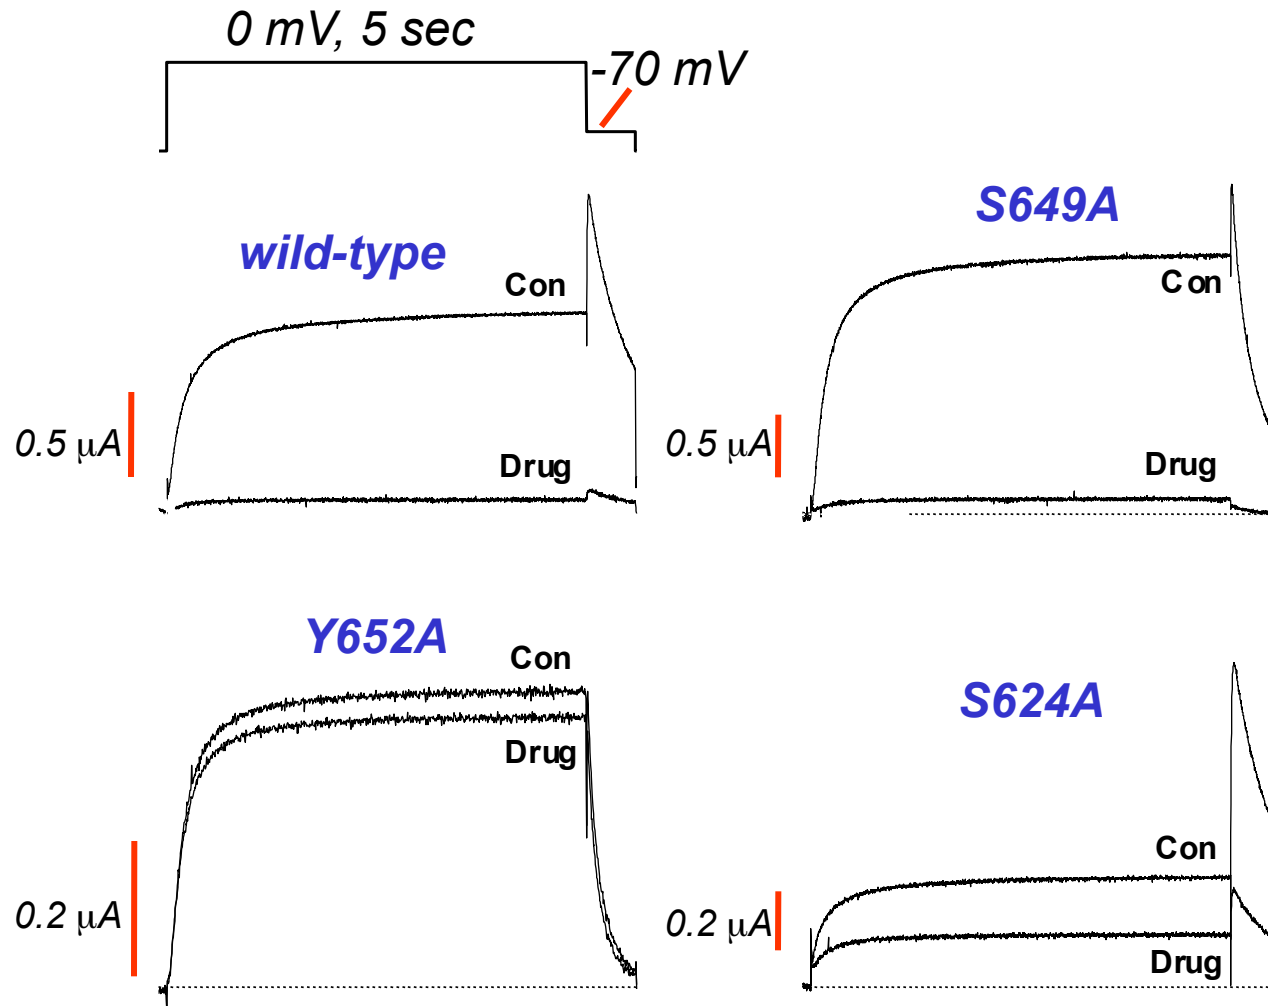 0 mV, 5 sec
-70 mV
wild-type
Con
0.5 μA
Drug
S649A
Con
0.5 μA
Drug
Y652A
Con
Drug
0.2 μA
S624A
Con
0.2 μA
Drug